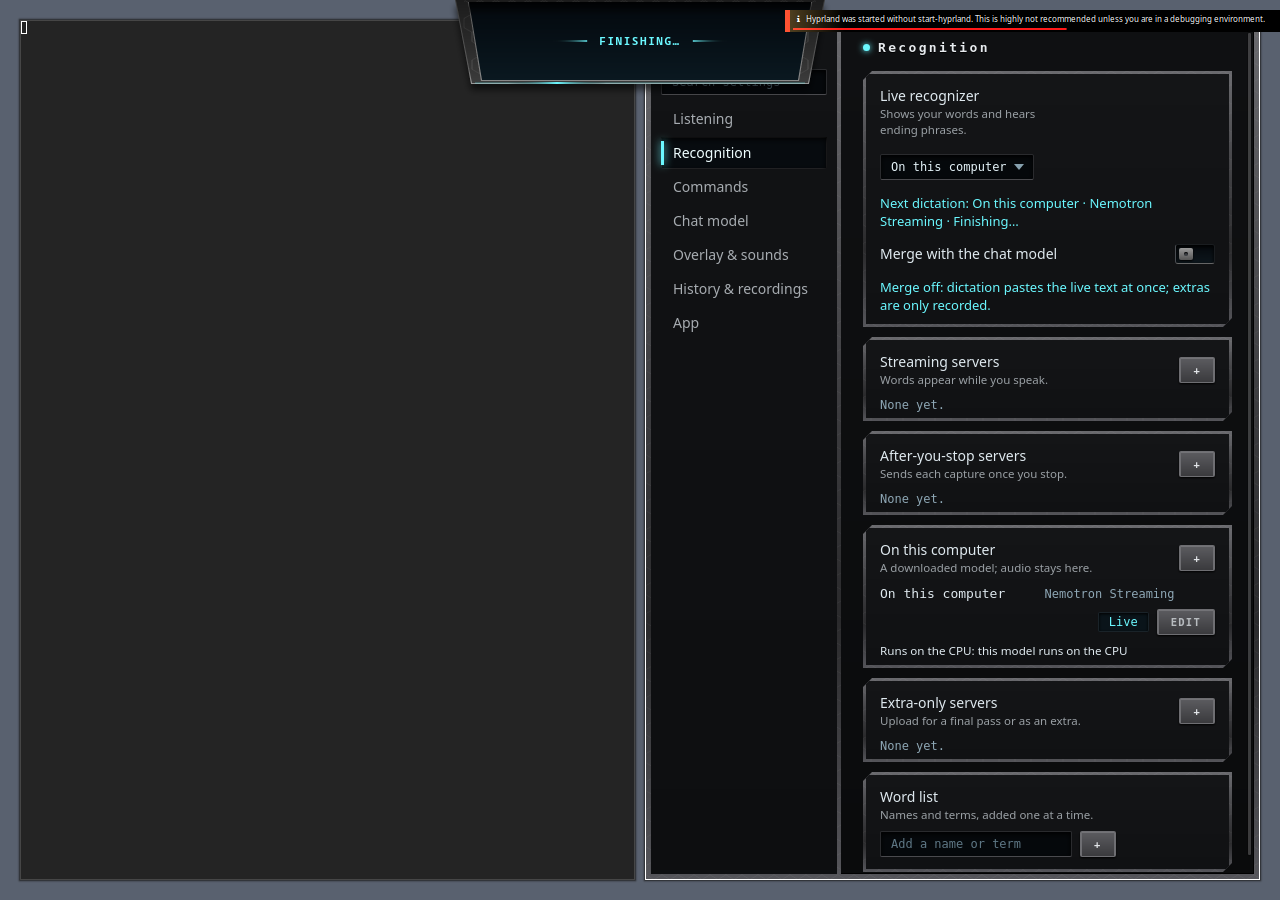 FINISHING…
Hyprland was started without start-hyprland. This is highly not recommended unless you are in a debugging environment.
Search settings
Listening
Recognition
Commands
Chat model
Overlay & sounds
History & recordings
App
Recognition
Live recognizer
Shows your words and hears
ending phrases.
On this computer
Next dictation: On this computer · Nemotron
Streaming · Finishing…
Merge with the chat model
Merge off: dictation pastes the live text at once; extras
are only recorded.
Streaming servers
Words appear while you speak.
+
None yet.
After-you-stop servers
Sends each capture once you stop.
+
None yet.
On this computer
A downloaded model; audio stays here.
+
On this computer Nemotron Streaming
Live EDIT
Runs on the CPU: this model runs on the CPU
Extra-only servers
Upload for a final pass or as an extra.
+
None yet.
Word list
Names and terms, added one at a time.
Add a name or term +